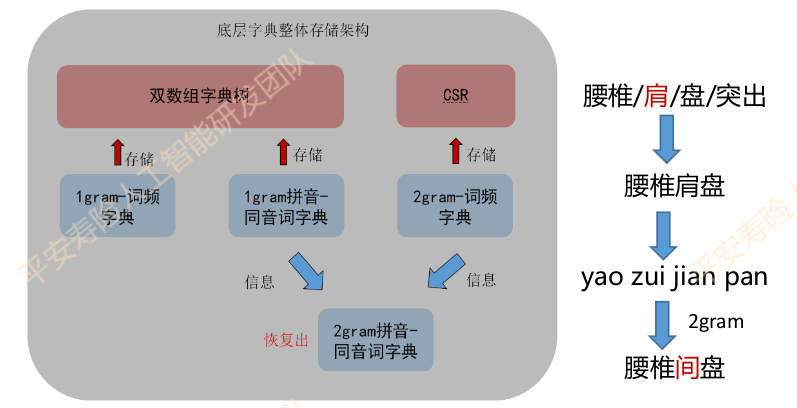 底层字典整体存储架构
双数组字典树
CSR
存储
存储
存储
1gram-词频
字典
1gram拼音-
同音词字典
2gram-词频
字典
信息
信息
恢复出
2gram拼音-
同音词字典
腰椎/肩/盘/突出
腰椎肩盘
yao zui jian pan
2gram
腰椎间盘
平安寿险人工智能研发团队
平安寿险人